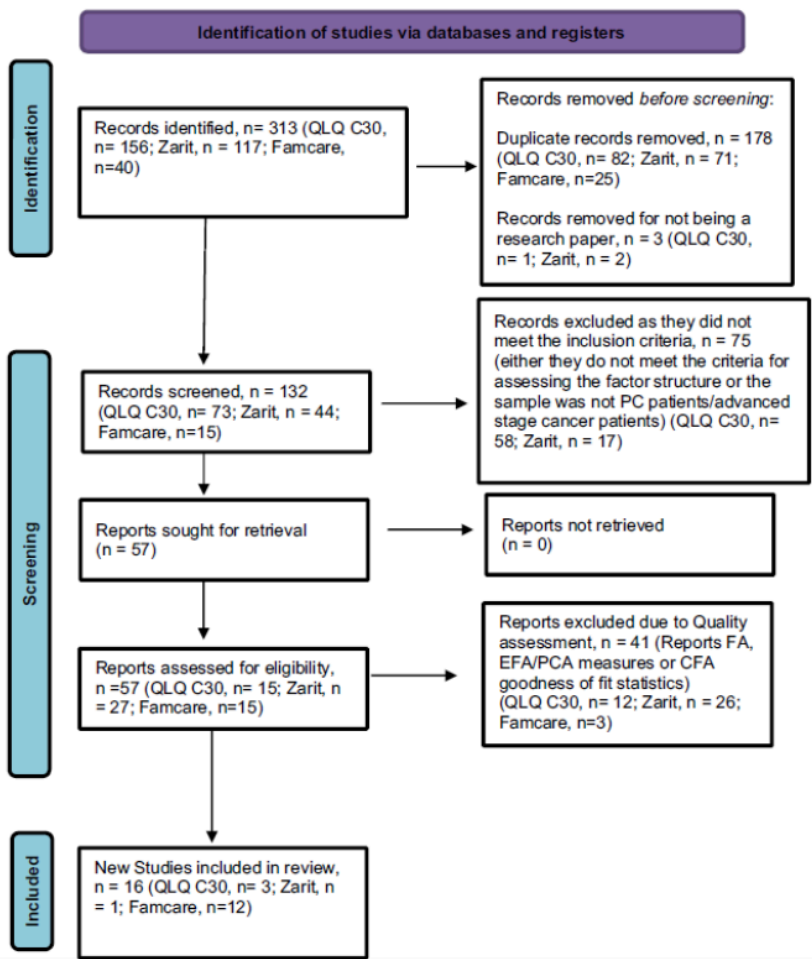 Identification of studies via databases and registers
Identification
Records identified, n= 313 (QLQ C30,
n= 156; Zarit, n = 117; Famcare,
n=40)
Records removed before screening:
Duplicate records removed, n = 178
(QLQ C30, n= 82; Zarit, n = 71;
Famcare, n=25)
Records removed for not being a
research paper, n = 3 (QLQ C30,
n= 1; Zarit, n = 2)
Screening
Records screened, n = 132
(QLQ C30, n= 73; Zarit, n = 44;
Famcare, n=15)
Records excluded as they did not
meet the inclusion criteria, n = 75
(either they do not meet the criteria for
assessing the factor structure or the
sample was not PC patients/advanced
stage cancer patients) (QLQ C30, n=
58; Zarit, n = 17)
Reports sought for retrieval
(n = 57)
Reports not retrieved
(n = 0)
Reports assessed for eligibility,
n =57 (QLQ C30, n= 15; Zarit, n
= 27; Famcare, n=15)
Reports excluded due to Quality
assessment, n = 41 (Reports FA,
EFA/PCA measures or CFA
goodness of fit statistics)
(QLQ C30, n= 12; Zarit, n = 26;
Famcare, n=3)
Included
New Studies included in review,
n = 16 (QLQ C30, n= 3; Zarit, n
= 1; Famcare, n=12)